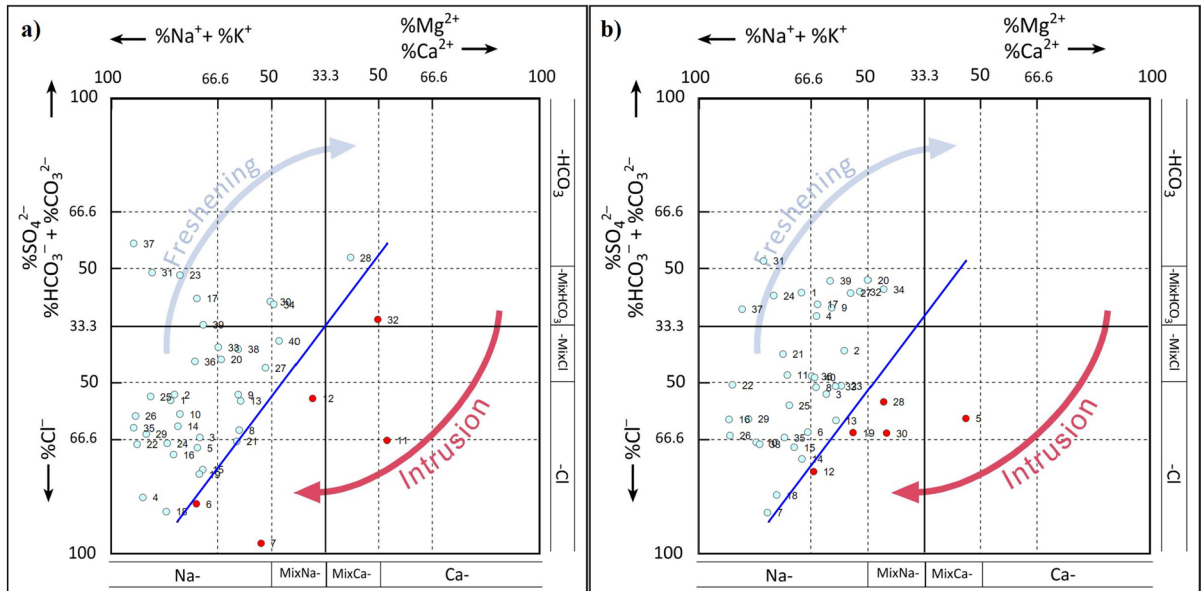 a)
%Na⁺+ %K⁺
%Mg²⁺
%Ca²⁺
100 66.6 50 33.3 50 66.6 100
100
66.6
50
33.3
50
66.6
100
%SO₄²⁻
%HCO₃⁻ + %CO₃²⁻
%Cl⁻
Freshening
Intrusion
37
31
23
17
30
34
28
32
39
33
38
40
36
20
27
12
25
2
1
9
13
26
10
35
14
8
29
3
22
24
5
21
11
16
15
19
4
6
18
7
-HCO₃
-MixHCO₃
-MixCl
-Cl
Na-
MixNa-
MixCa-
Ca-
b)
%Na⁺+ %K⁺
%Mg²⁺
%Ca²⁺
100 66.6 50 33.3 50 66.6 100
100
66.6
50
33.3
50
66.6
100
%SO₄²⁻
%HCO₃⁻ + %CO₃²⁻
%Cl⁻
Freshening
Intrusion
31
39
20
24
1
27
32
34
37
17
9
4
21
2
11
36
22
8
33
3
25
28
26
29
13
5
6
19
30
35
38
15
14
12
18
7
-HCO₃
-MixHCO₃
-MixCl
-Cl
Na-
MixNa-
MixCa-
Ca-